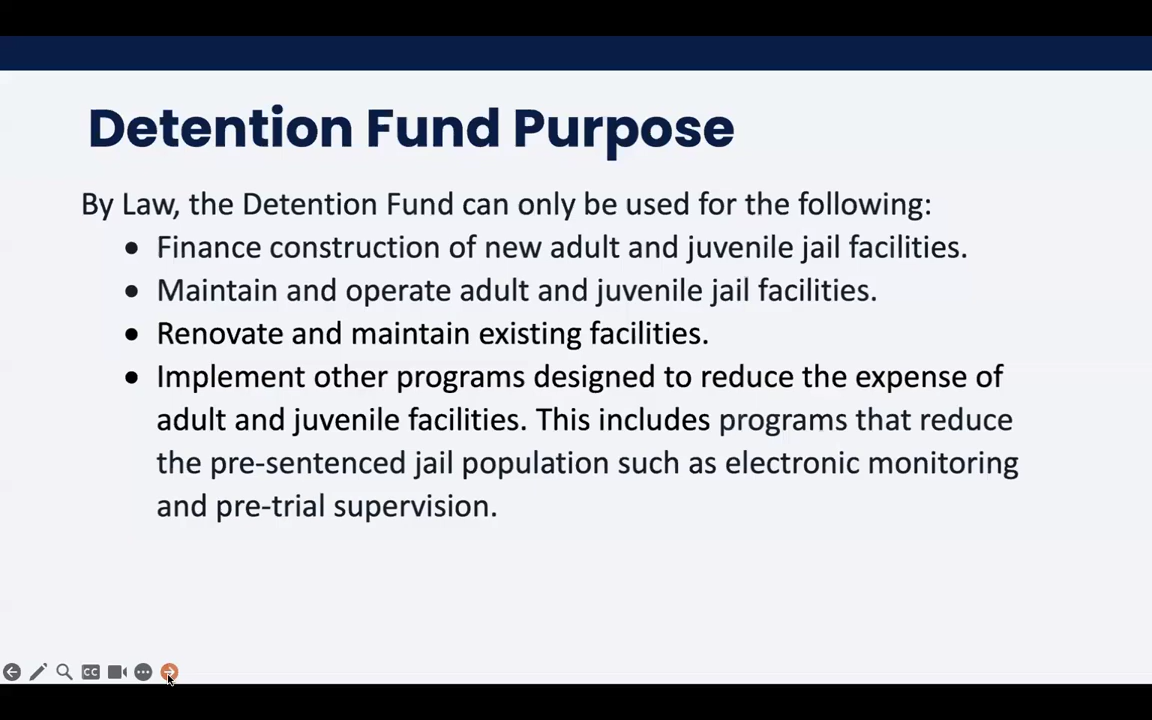 Detention Fund Purpose
By Law, the Detention Fund can only be used for the following:
• Finance construction of new adult and juvenile jail facilities.
• Maintain and operate adult and juvenile jail facilities.
• Renovate and maintain existing facilities.
• Implement other programs designed to reduce the expense of
adult and juvenile facilities. This includes programs that reduce
the pre-sentenced jail population such as electronic monitoring
and pre-trial supervision.
CC